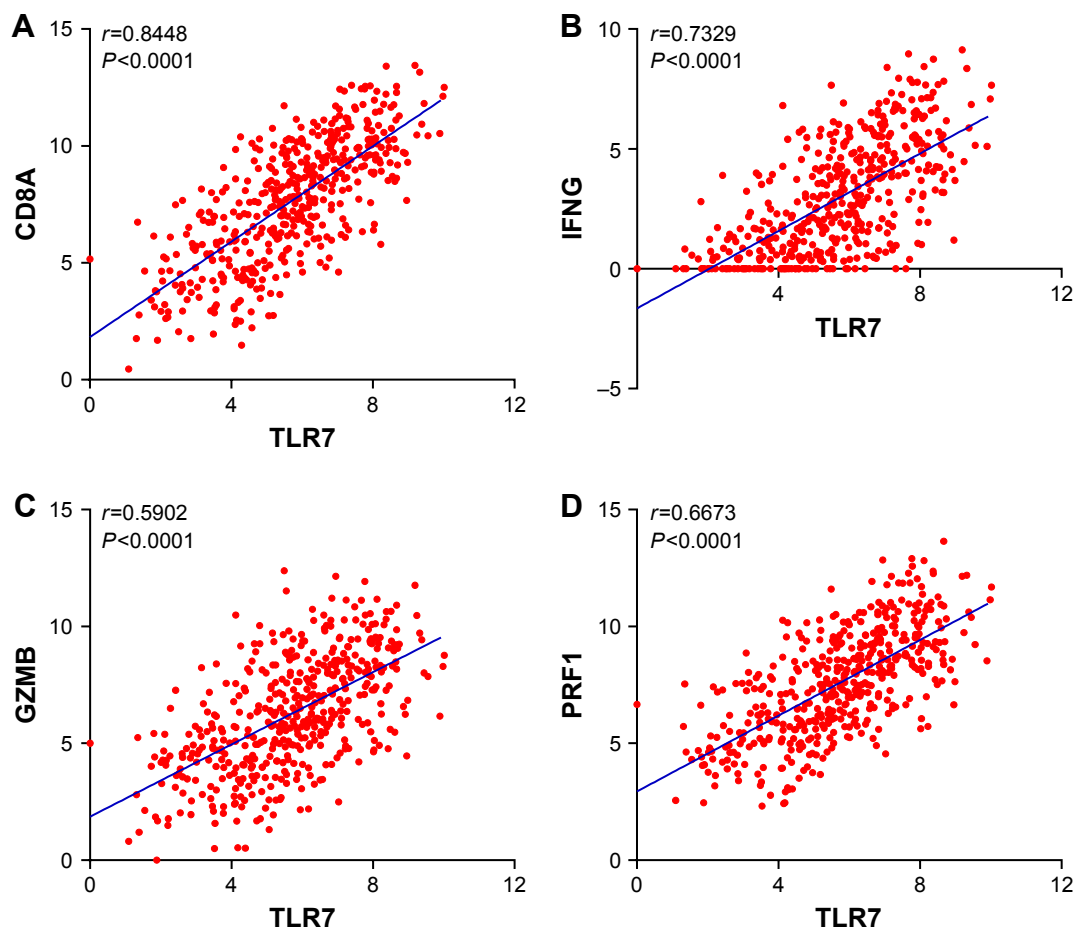 A
r=0.8448
P<0.0001
15
10
5
0
CD8A
0 4 8 12
TLR7
B
r=0.7329
P<0.0001
10
5
0
–5
IFNG
4 8 12
TLR7
C
r=0.5902
P<0.0001
15
10
5
0
GZMB
0 4 8 12
TLR7
D
r=0.6673
P<0.0001
15
10
5
0
PRF1
0 4 8 12
TLR7